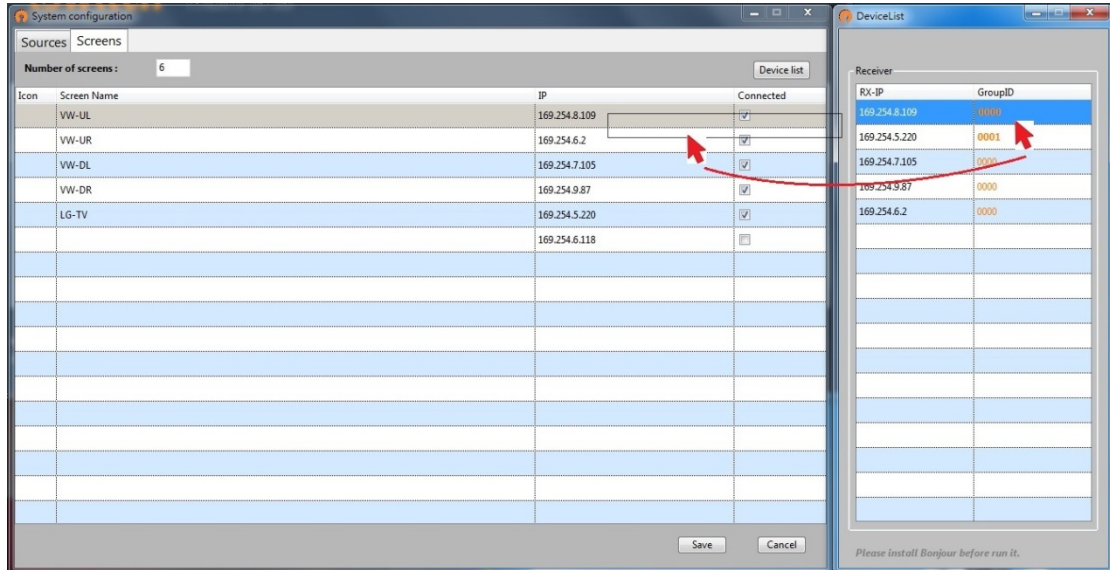 System configuration
Sources Screens
Number of screens : 6 Device list
Icon Screen Name IP Connected
VW-UL 169.254.8.109
VW-UR 169.254.6.2
VW-DL 169.254.7.105
VW-DR 169.254.9.87
LG-TV 169.254.5.220
169.254.6.118
Save Cancel
DeviceList
Receiver
RX-IP GroupID
169.254.8.109 0000
169.254.5.220 0001
169.254.7.105 0000
169.254.9.87 0000
169.254.6.2 0000
Please install Bonjour before run it.